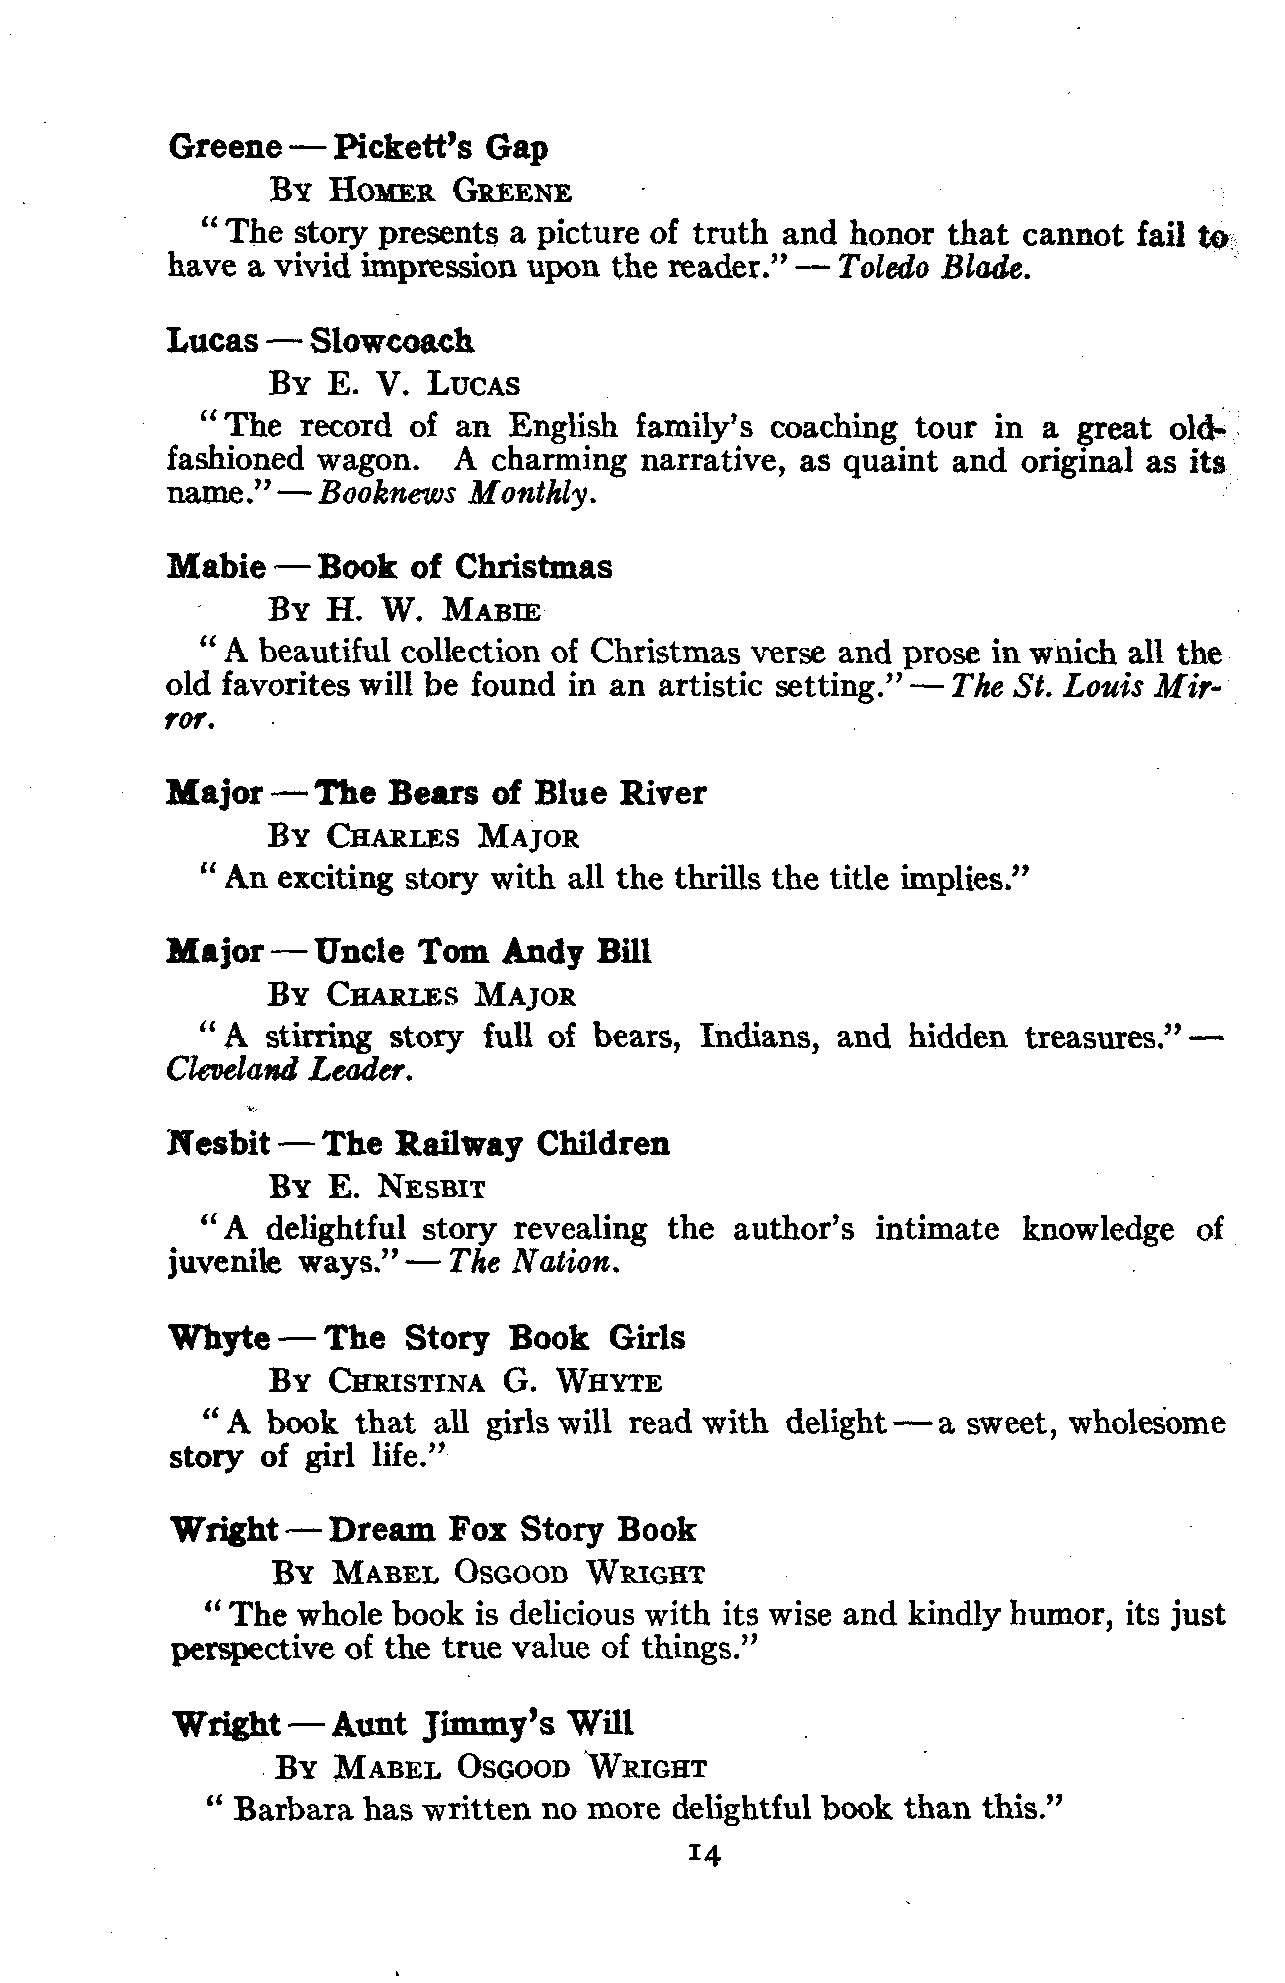 Greene — Pickett's Gap
By Homer Greene
"The story presents a picture of truth and honor that cannot fail to
have a vivid impression upon the reader." — Toledo Blade.
Lucas — Slowcoach
By E. V. Lucas
"The record of an English family's coaching tour in a great old-
fashioned wagon. A charming narrative, as quaint and original as its
name." — Booknews Monthly.
Mabie — Book of Christmas
By H. W. Mabie
"A beautiful collection of Christmas verse and prose in which all the
old favorites will be found in an artistic setting." — The St. Louis Mir-
ror.
Major — The Bears of Blue River
By Charles Major
"An exciting story with all the thrills the title implies."
Major — Uncle Tom Andy Bill
By Charles Major
"A stirring story full of bears, Indians, and hidden treasures." —
Cleveland Leader.
Nesbit — The Railway Children
By E. Nesbit
"A delightful story revealing the author's intimate knowledge of
juvenile ways." — The Nation.
Whyte — The Story Book Girls
By Christina G. Whyte
"A book that all girls will read with delight — a sweet, wholesome
story of girl life."
Wright — Dream Fox Story Book
By Mabel Osgood Wright
"The whole book is delicious with its wise and kindly humor, its just
perspective of the true value of things."
Wright — Aunt Jimmy's Will
By Mabel Osgood Wright
"Barbara has written no more delightful book than this."
14